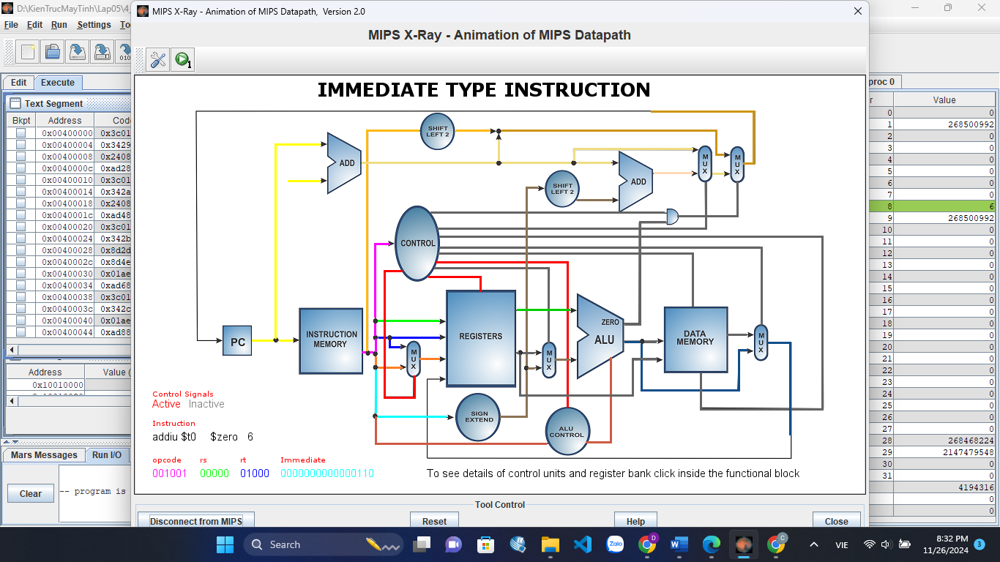 D:\KienTrucMayTinh\Lap05\4_
MIPS X-Ray - Animation of MIPS Datapath, Version 2.0
File Edit Run Settings
MIPS X-Ray - Animation of MIPS Datapath
1
010
Edit Execute
proc 0
IMMEDIATE TYPE INSTRUCTION
Text Segment
Value
Bkpt Address
0x00400000 0x3c01
0x00400004 0x3429
0x00400008 0x2408
0x0040000c 0xad28
0x00400010 0x3c01
0x00400014 0x342a
0x00400018 0x2408
0x0040001c 0xad48
0x00400020 0x3c01
0x00400024 0x342b
0x00400028 0x8d2d
0x0040002c 0x8d4e
0x00400030 0x01ae
0x00400034 0xad68
0x00400038 0x3c01
0x0040003c 0x342c
0x00400040 0x01ae
0x00400044 0xad88
Address Value (
0x10010000
Mars Messages Run I/O
Clear
-- program is
SHIFT
LEFT 2
ADD
MUX
MUX
ADD
SHIFT
LEFT 2
CONTROL
PC
INSTRUCTION
MEMORY
REGISTERS
MUX
MUX
ZERO
ALU
DATA
MEMORY
MUX
SIGN
EXTEND
ALU
CONTROL
Control Signals
Active Inactive
Instruction
addiu $t0 $zero 6
opcode rs rt Immediate
001001 00000 01000 0000000000000110
To see details of control units and register bank click inside the functional block
0 0
1 268500992
2 0
3 0
4 0
5 0
6 0
7 0
8 6
9 268500992
10 0
11 0
12 0
13 0
14 0
15 0
16 0
17 0
18 0
19 0
20 0
21 0
22 0
23 0
24 0
25 0
26 0
27 0
28 268468224
29 2147479548
30 0
31 0
4194316
0
0
Tool Control
Disconnect from MIPS Reset Help Close
Search
Zalo
D
C
VIE
8:32 PM
11/26/2024
3